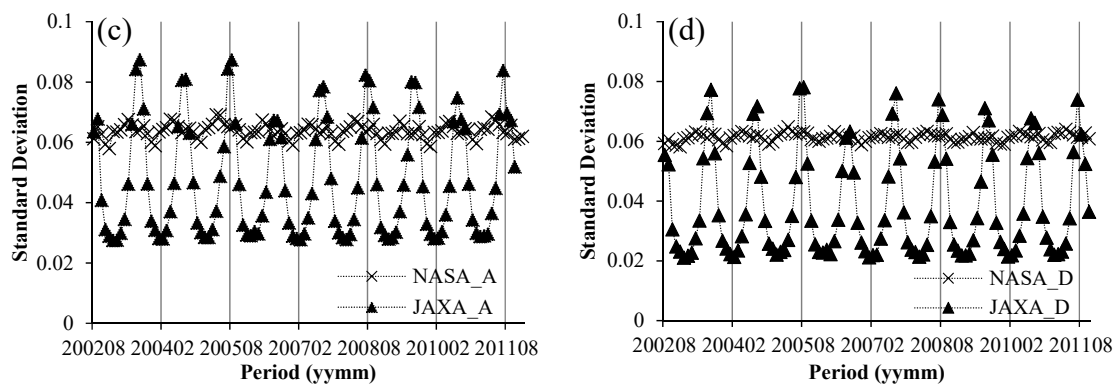 (c)
0.1
0.08
0.06
0.04
0.02
0
Standard Deviation
NASA_A
JAXA_A
200208 200402 200508 200702 200808 201002 201108
Period (yymm)
(d)
0.1
0.08
0.06
0.04
0.02
0
Standard Deviation
NASA_D
JAXA_D
200208 200402 200508 200702 200808 201002 201108
Period (yymm)